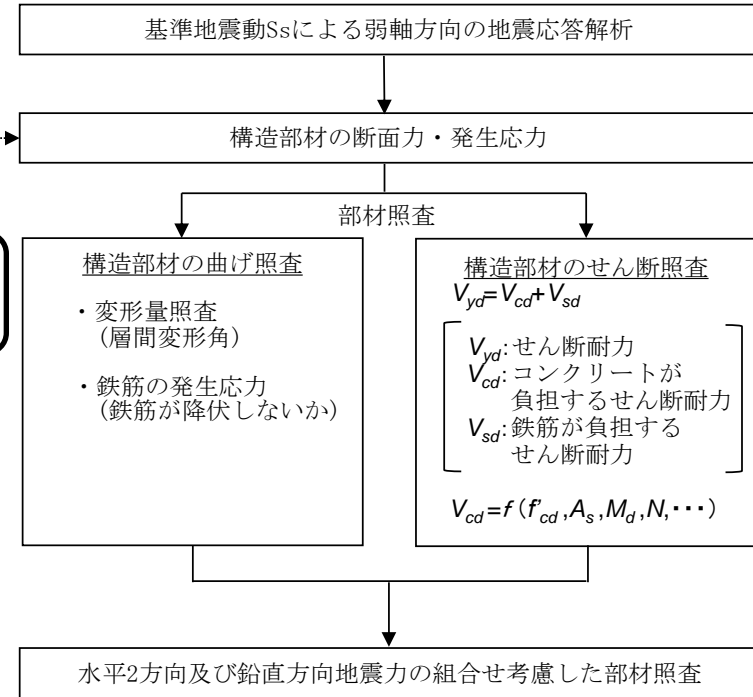 基準地震動Ssによる弱軸方向の地震応答解析
構造部材の断面力・発生応力
部材照査
構造部材の曲げ照査
・変形量照査
(層間変形角)
・鉄筋の発生応力
(鉄筋が降伏しないか)
構造部材のせん断照査
Vyd=Vcd+Vsd
Vyd:せん断耐力
Vcd:コンクリートが
負担するせん断耐力
Vsd:鉄筋が負担する
せん断耐力
Vcd=f(f'cd,As,Md,N,・・・)
水平2方向及び鉛直方向地震力の組合せ考慮した部材照査